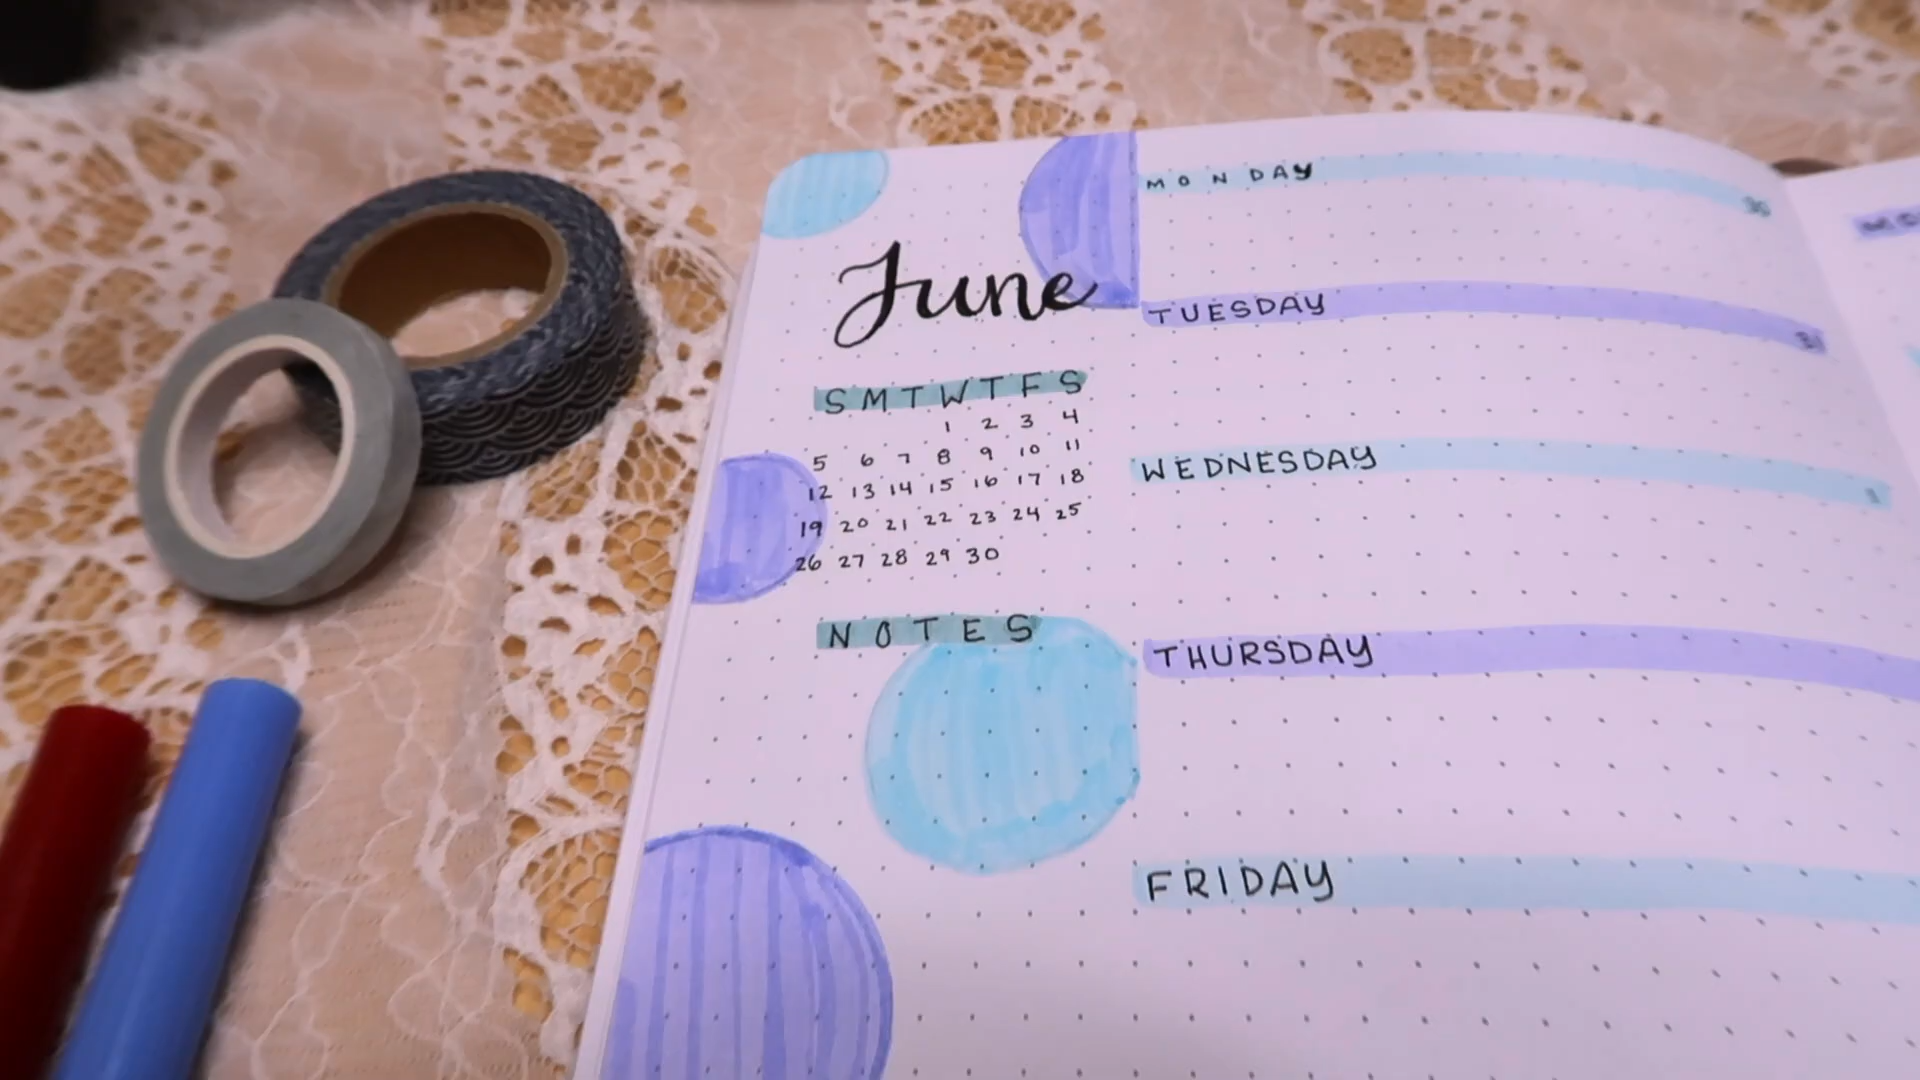 June
S M T W T F S
1 2 3 4
5 6 7 8 9 10 11
12 13 14 15 16 17 18
19 20 21 22 23 24 25
26 27 28 29 30
NOTES
MONDAY 30
TUESDAY 31
WEDNESDAY 1
THURSDAY
FRIDAY